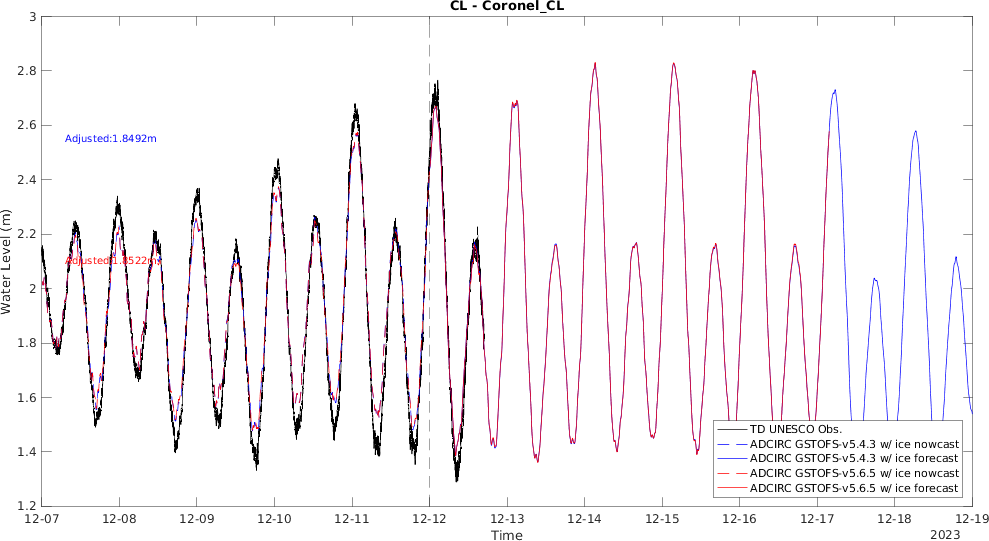 CL - Coronel_CL
3
2.8
2.6
2.4
2.2
2
1.8
1.6
1.4
1.2
Water Level (m)
Adjusted:1.8492m
Adjusted:1.8522m
TD UNESCO Obs.
ADCIRC GSTOFS-v5.4.3 w/ ice nowcast
ADCIRC GSTOFS-v5.4.3 w/ ice forecast
ADCIRC GSTOFS-v5.6.5 w/ ice nowcast
ADCIRC GSTOFS-v5.6.5 w/ ice forecast
12-07 12-08 12-09 12-10 12-11 12-12 12-13 12-14 12-15 12-16 12-17 12-18 12-19
Time
2023